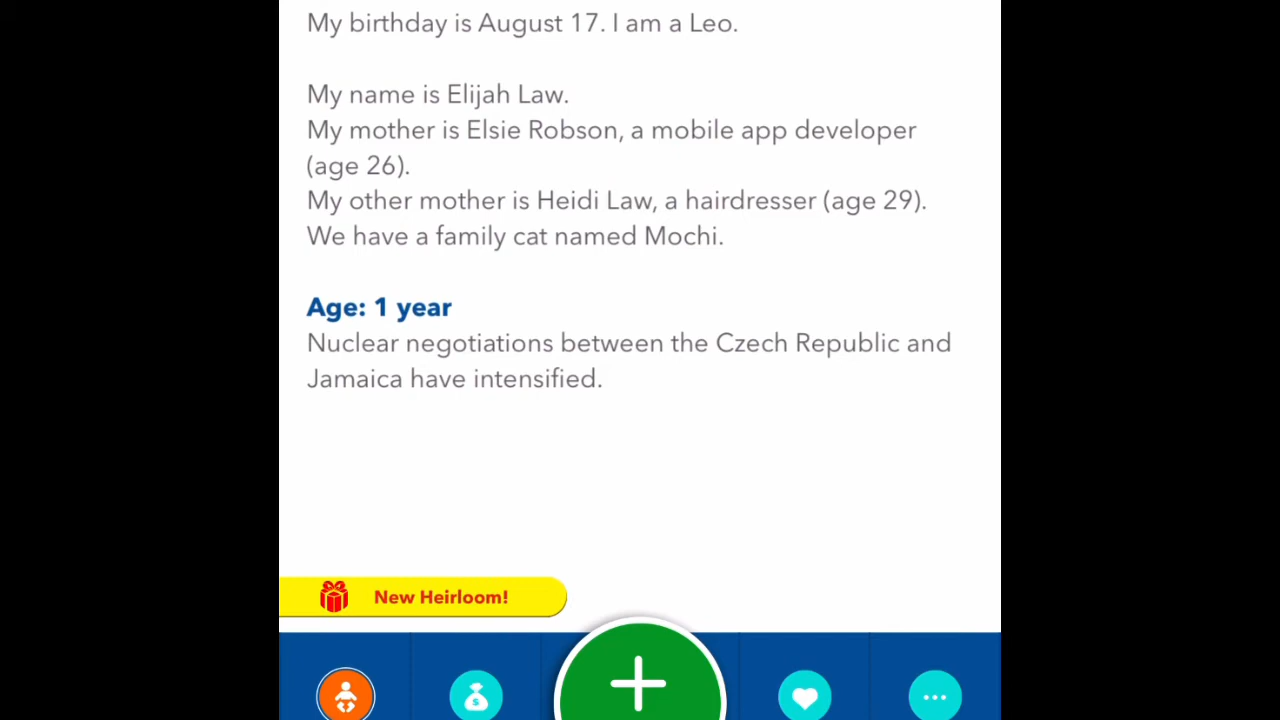 My birthday is August 17. I am a Leo.
My name is Elijah Law.
My mother is Elsie Robson, a mobile app developer
(age 26).
My other mother is Heidi Law, a hairdresser (age 29).
We have a family cat named Mochi.
Age: 1 year
Nuclear negotiations between the Czech Republic and
Jamaica have intensified.
New Heirloom!